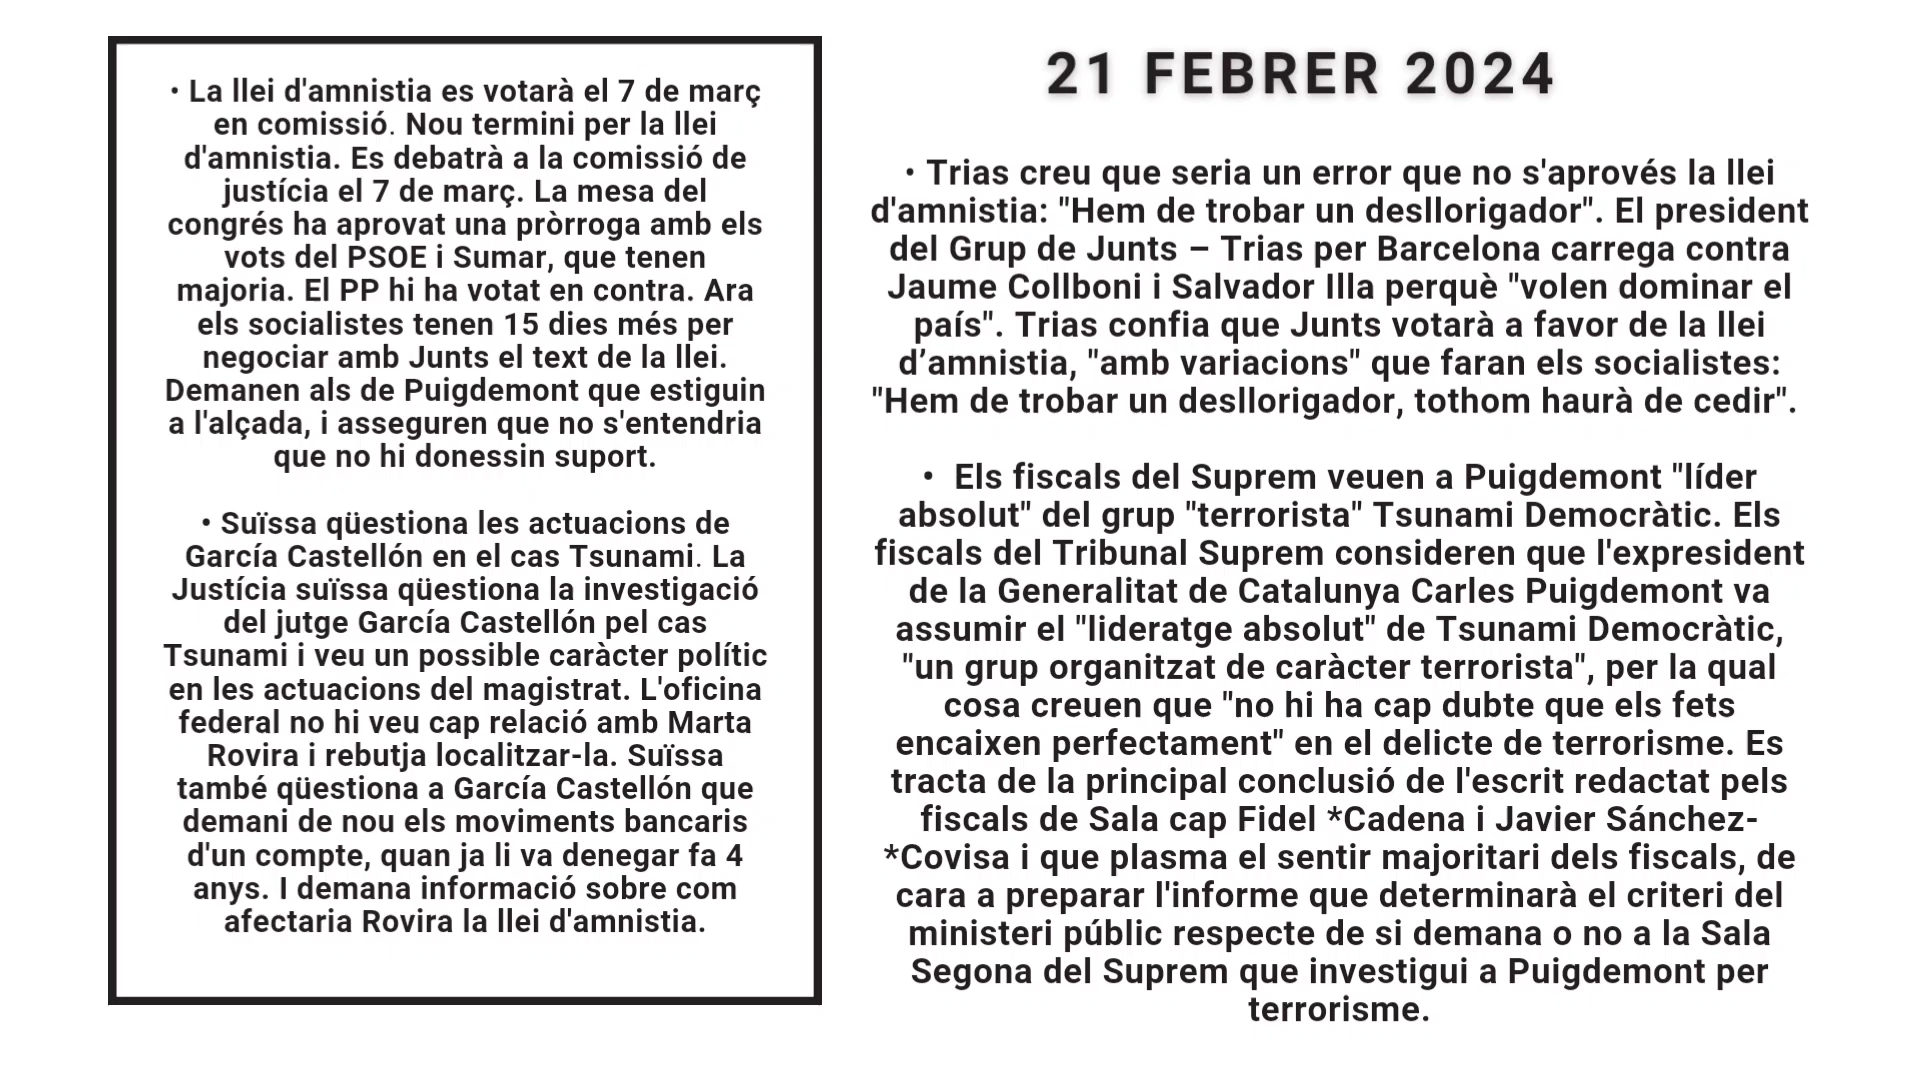 · La llei d'amnistia es votarà el 7 de març
en comissió. Nou termini per la llei
d'amnistia. Es debatrà a la comissió de
justícia el 7 de març. La mesa del
congrés ha aprovat una pròrroga amb els
vots del PSOE i Sumar, que tenen
majoria. El PP hi ha votat en contra. Ara
els socialistes tenen 15 dies més per
negociar amb Junts el text de la llei.
Demanen als de Puigdemont que estiguin
a l'alçada, i asseguren que no s'entendria
que no hi donessin suport.
· Suïssa qüestiona les actuacions de
García Castellón en el cas Tsunami. La
Justícia suïssa qüestiona la investigació
del jutge García Castellón pel cas
Tsunami i veu un possible caràcter polític
en les actuacions del magistrat. L'oficina
federal no hi veu cap relació amb Marta
Rovira i rebutja localitzar-la. Suïssa
també qüestiona a García Castellón que
demani de nou els moviments bancaris
d'un compte, quan ja li va denegar fa 4
anys. I demana informació sobre com
afectaria Rovira la llei d'amnistia.
21 FEBRER 2024
· Trias creu que seria un error que no s'aprovés la llei
d'amnistia: "Hem de trobar un desllorigador". El president
del Grup de Junts – Trias per Barcelona carrega contra
Jaume Collboni i Salvador Illa perquè "volen dominar el
país". Trias confia que Junts votarà a favor de la llei
d’amnistia, "amb variacions" que faran els socialistes:
"Hem de trobar un desllorigador, tothom haurà de cedir".
· Els fiscals del Suprem veuen a Puigdemont "líder
absolut" del grup "terrorista" Tsunami Democràtic. Els
fiscals del Tribunal Suprem consideren que l'expresident
de la Generalitat de Catalunya Carles Puigdemont va
assumir el "lideratge absolut" de Tsunami Democràtic,
"un grup organitzat de caràcter terrorista", per la qual
cosa creuen que "no hi ha cap dubte que els fets
encaixen perfectament" en el delicte de terrorisme. Es
tracta de la principal conclusió de l'escrit redactat pels
fiscals de Sala cap Fidel *Cadena i Javier Sánchez-
*Covisa i que plasma el sentir majoritari dels fiscals, de
cara a preparar l'informe que determinarà el criteri del
ministeri públic respecte de si demana o no a la Sala
Segona del Suprem que investigui a Puigdemont per
terrorisme.